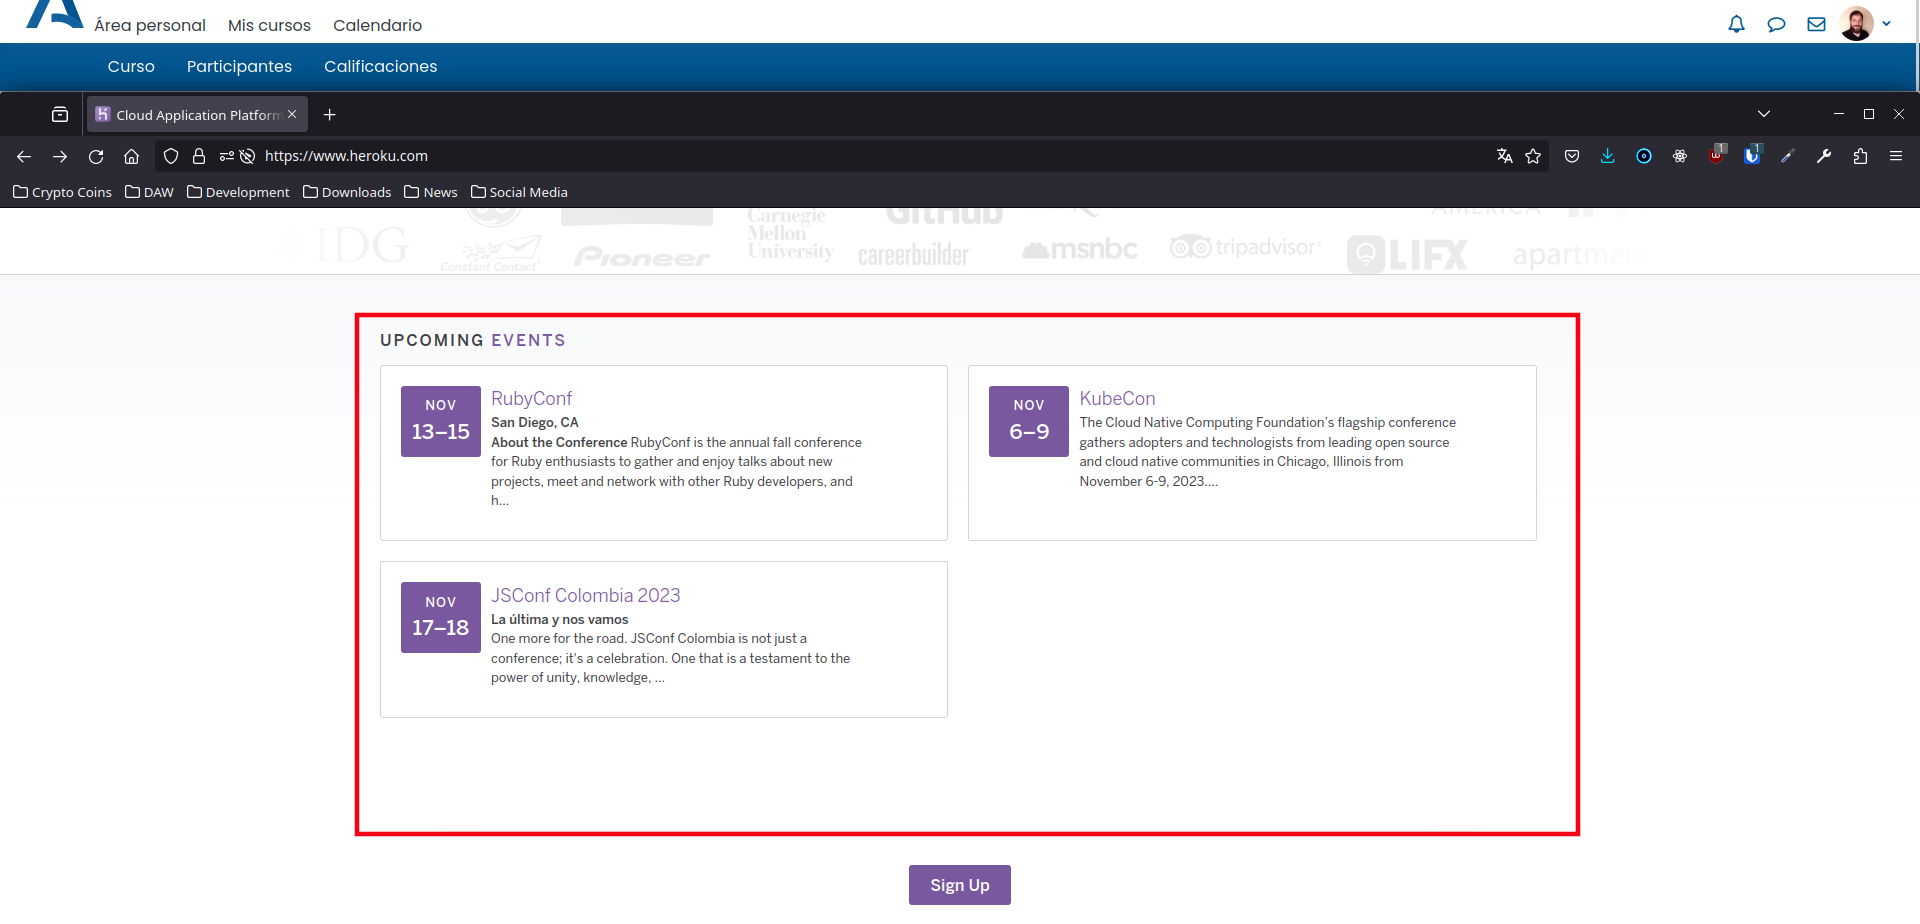 Área personal Mis cursos Calendario
Curso Participantes Calificaciones
Cloud Application Platform
https://www.heroku.com
1 1
Crypto Coins DAW Development Downloads News Social Media
Carnegie Mellon University
GitHub
AMERICA
IDG
Constant Contact
Pioneer
careerbuilder
msnbc
tripadvisor
LIFX
apartmen
UPCOMING EVENTS
NOV
13–15
RubyConf
San Diego, CA
About the Conference RubyConf is the annual fall conference
for Ruby enthusiasts to gather and enjoy talks about new
projects, meet and network with other Ruby developers, and
h...
NOV
6–9
KubeCon
The Cloud Native Computing Foundation's flagship conference
gathers adopters and technologists from leading open source
and cloud native communities in Chicago, Illinois from
November 6-9, 2023....
NOV
17–18
JSConf Colombia 2023
La última y nos vamos
One more for the road. JSConf Colombia is not just a
conference; it's a celebration. One that is a testament to the
power of unity, knowledge, ...
Sign Up